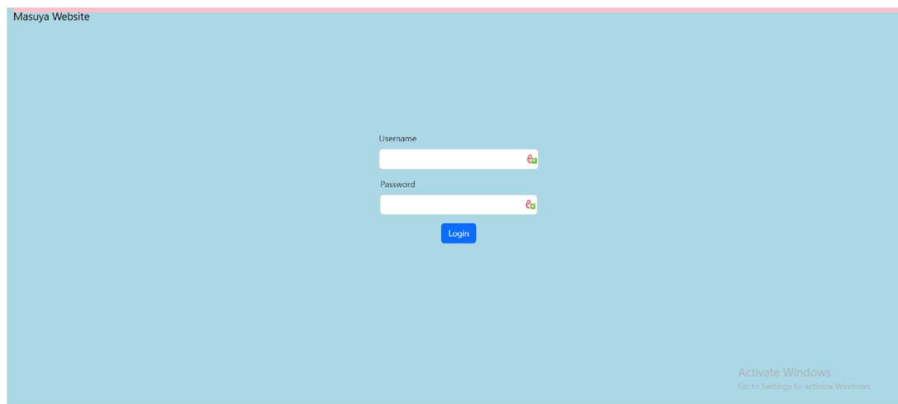 Masuya Website
Username
Password
Login
Activate Windows
Go to Settings to activate Windows.